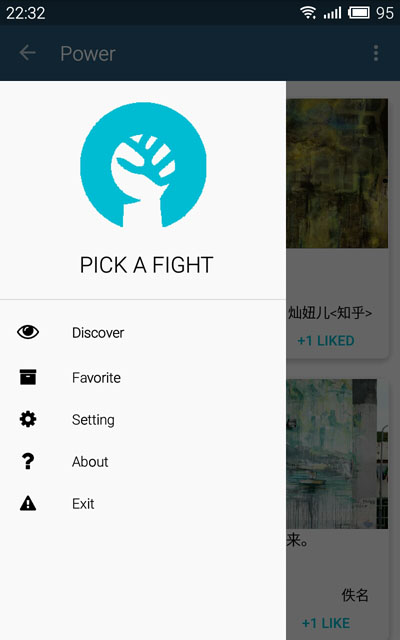 22:32
95
Power
PICK A FIGHT
Discover
Favorite
Setting
About
Exit
灿妞儿<知乎>
+1 LIKED
来。
佚名
+1 LIKED